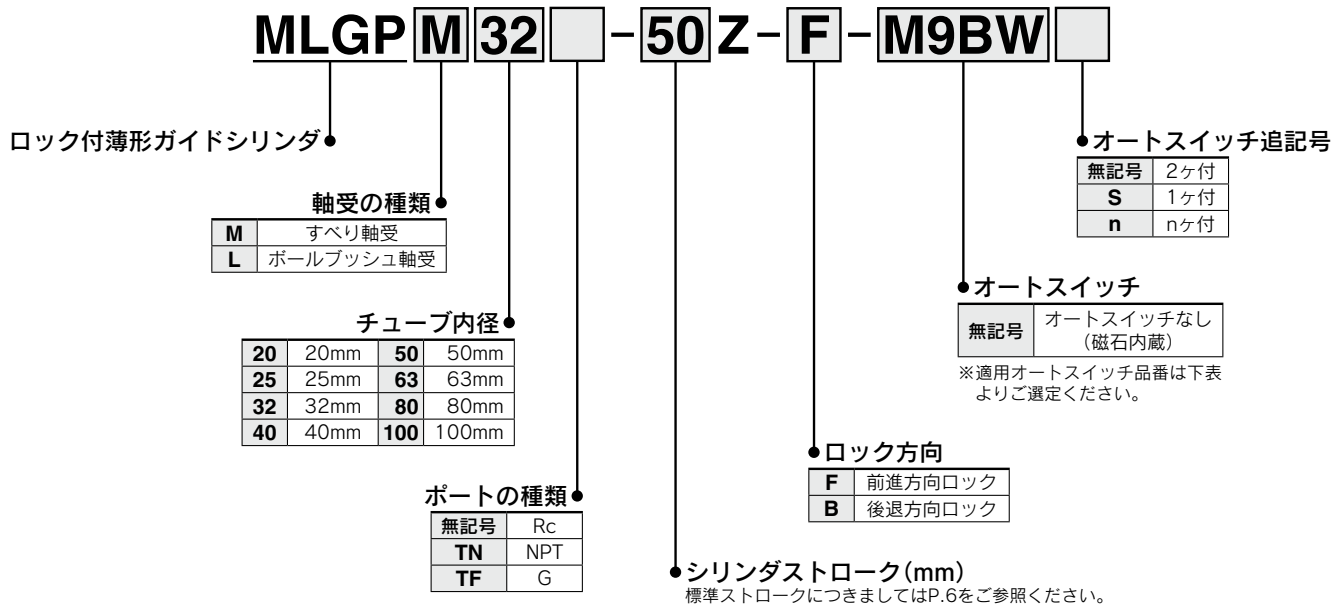 MLGP M 32 - 50 Z - F - M9BW
ロック付薄形ガイドシリンダ
軸受の種類
M すべり軸受
L ボールブッシュ軸受
チューブ内径
20 20mm 50 50mm
25 25mm 63 63mm
32 32mm 80 80mm
40 40mm 100 100mm
ポートの種類
無記号 Rc
TN NPT
TF G
シリンダストローク(mm)
標準ストロークにつきましてはP.6をご参照ください。
ロック方向
F 前進方向ロック
B 後退方向ロック
オートスイッチ
無記号 オートスイッチなし
(磁石内蔵)
※適用オートスイッチ品番は下表
よりご選定ください。
オートスイッチ追記号
無記号 2ヶ付
S 1ヶ付
n nヶ付